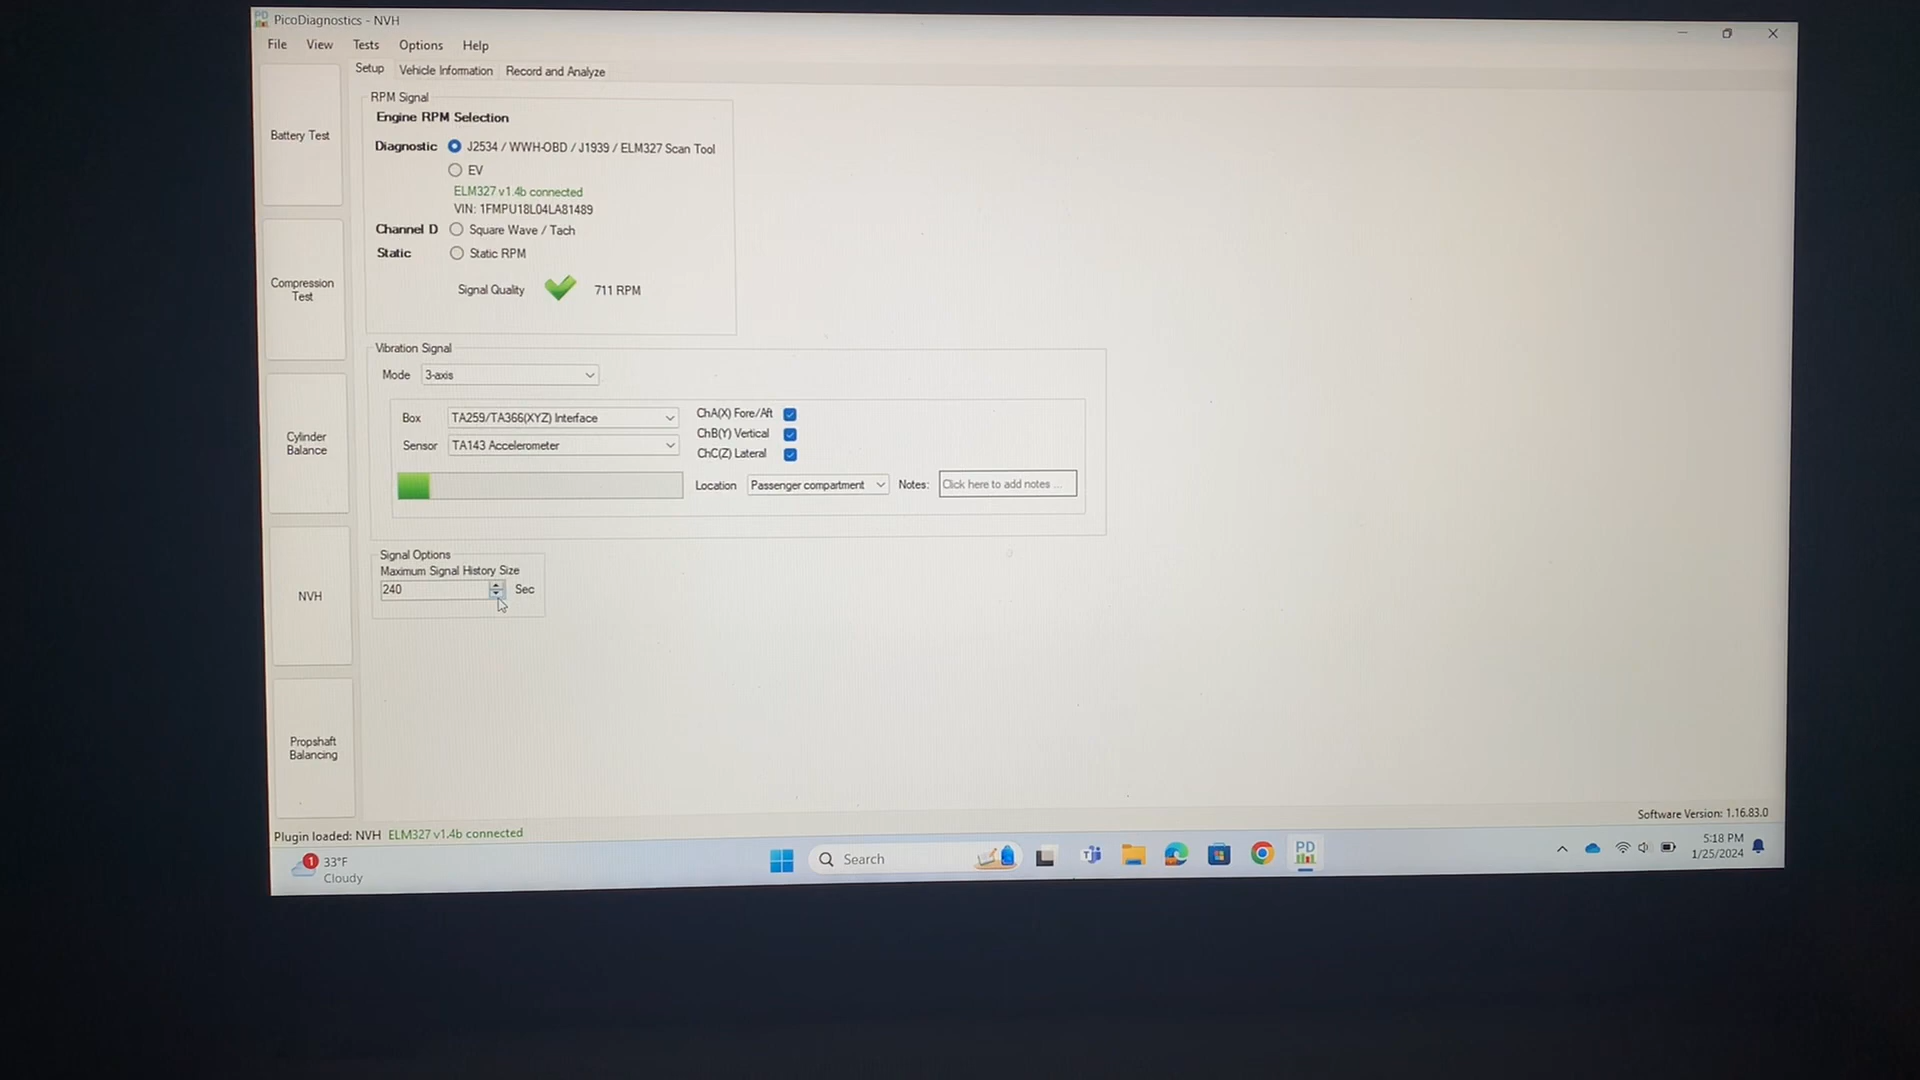 PicoDiagnostics - NVH
File View Tests Options Help
Setup Vehicle Information Record and Analyze
RPM Signal
Engine RPM Selection
Diagnostic J2534 / WWH-OBD / J1939 / ELM327 Scan Tool
EV
ELM327 v1.4b connected
VIN: 1FMPU18L04LA81489
Channel D Square Wave / Tach
Static Static RPM
Signal Quality 711 RPM
Vibration Signal
Mode 3-axis
Box TA259/TA366(XYZ) Interface
Sensor TA143 Accelerometer
ChA(X) Fore/Aft
ChB(Y) Vertical
ChC(Z) Lateral
Location Passenger compartment Notes: Click here to add notes ...
Signal Options
Maximum Signal History Size
240 Sec
Battery Test
Compression
Test
Cylinder
Balance
NVH
Propshaft
Balancing
Software Version: 1.16.83.0
Plugin loaded: NVH ELM327 v1.4b connected
1 33°F
Cloudy
Search
PD
5:18 PM
1/25/2024